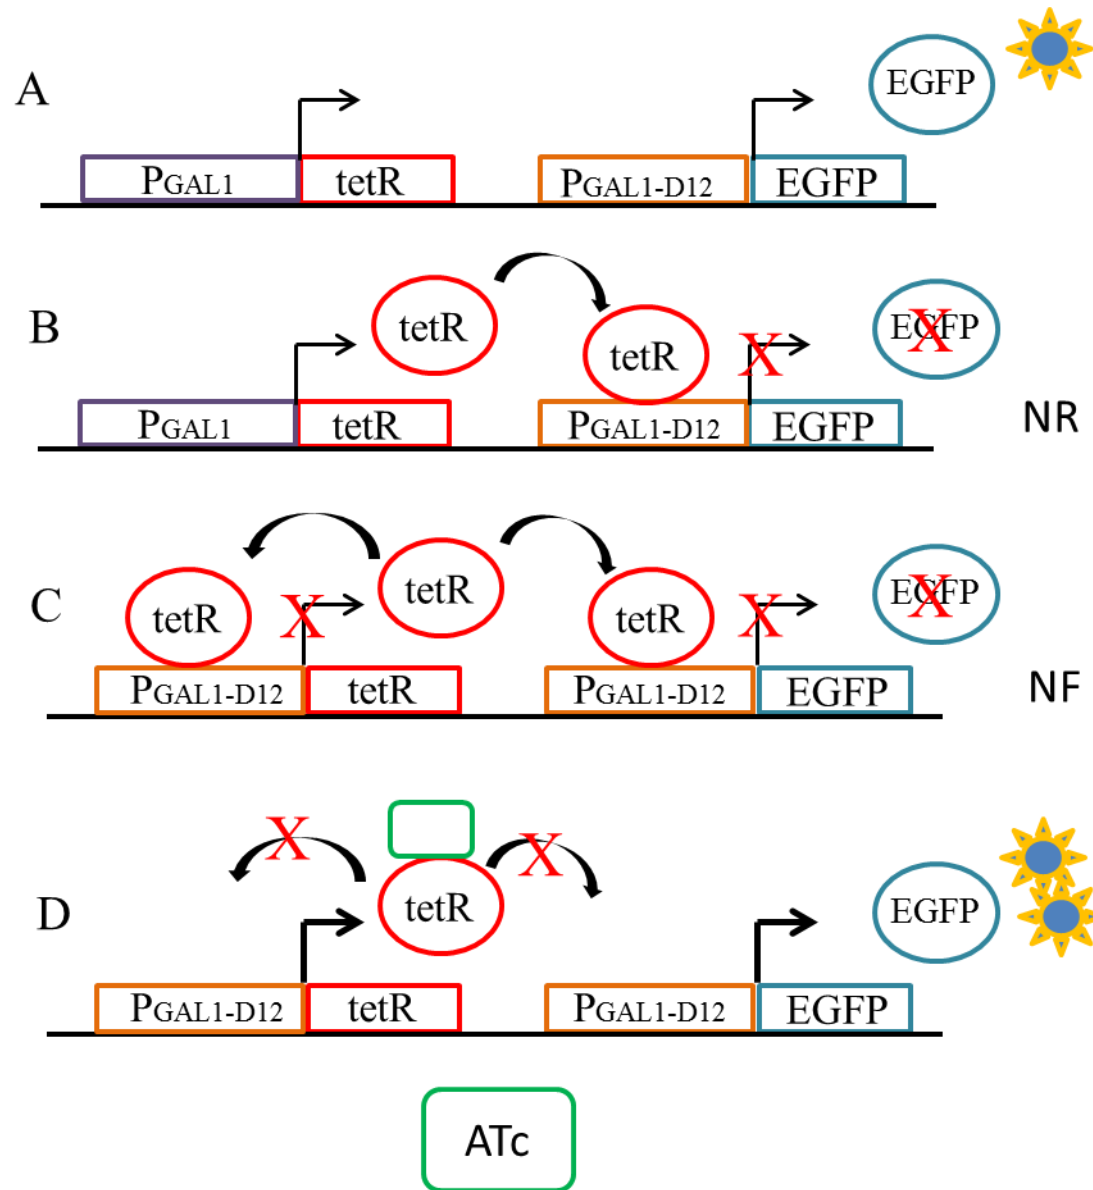 A
EGFP
PGAL1 tetR PGAL1-D12 EGFP
B
tetR
tetR
X
EGFP
X
PGAL1 tetR PGAL1-D12 EGFP
NR
C
tetR
X
tetR
tetR
X
EGFP
X
PGAL1-D12 tetR PGAL1-D12 EGFP
NF
D
X
X
tetR
EGFP
PGAL1-D12 tetR PGAL1-D12 EGFP
ATc